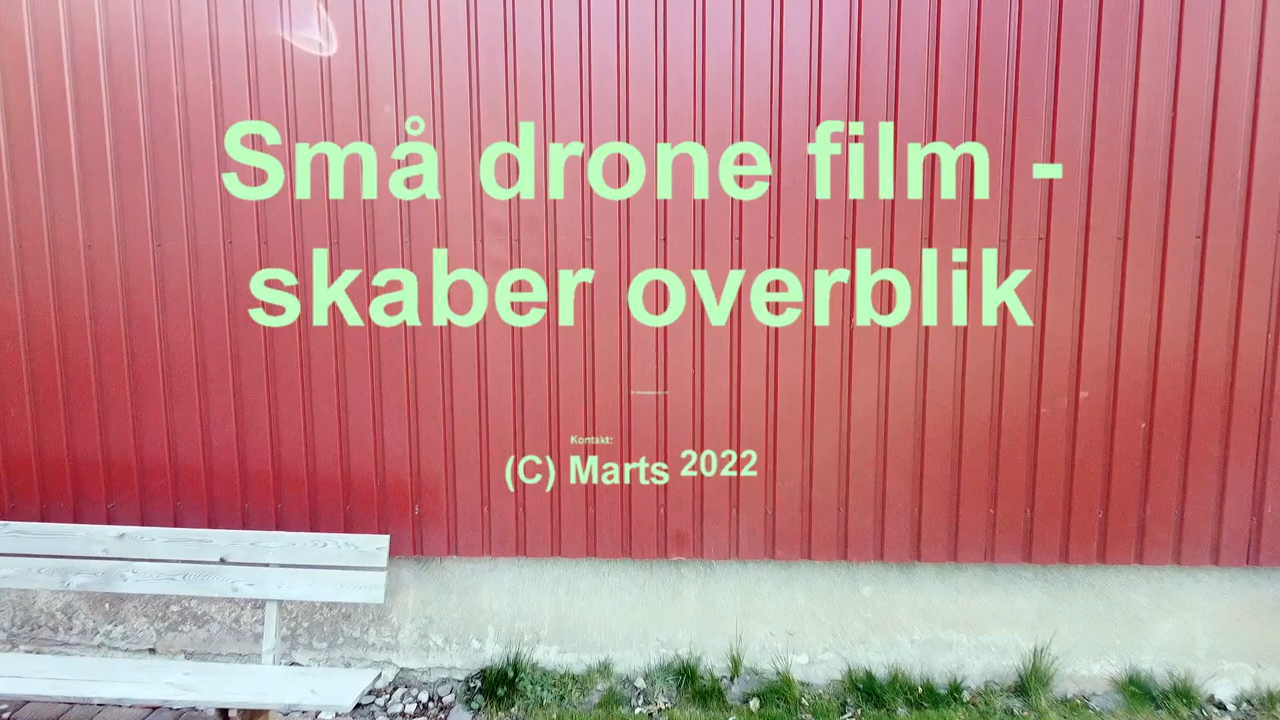 Små drone film -
skaber overblik
Kontakt:
(C) Marts 2022